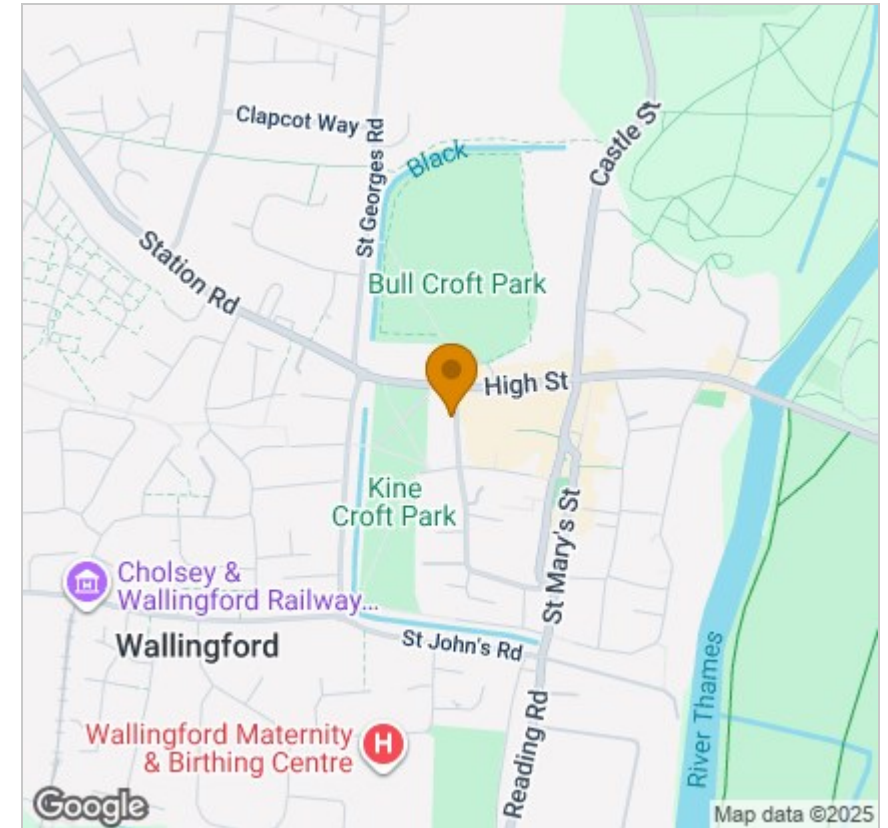 Clapcot Way
St Georges Rd
Black
Castle St
Station Rd
Bull Croft Park
High St
Kine
Croft Park
St Mary's St
Cholsey &
Wallingford Railway...
Wallingford
St John's Rd
Wallingford Maternity
& Birthing Centre
H
Reading Rd
River Thames
Google
Map data ©2025